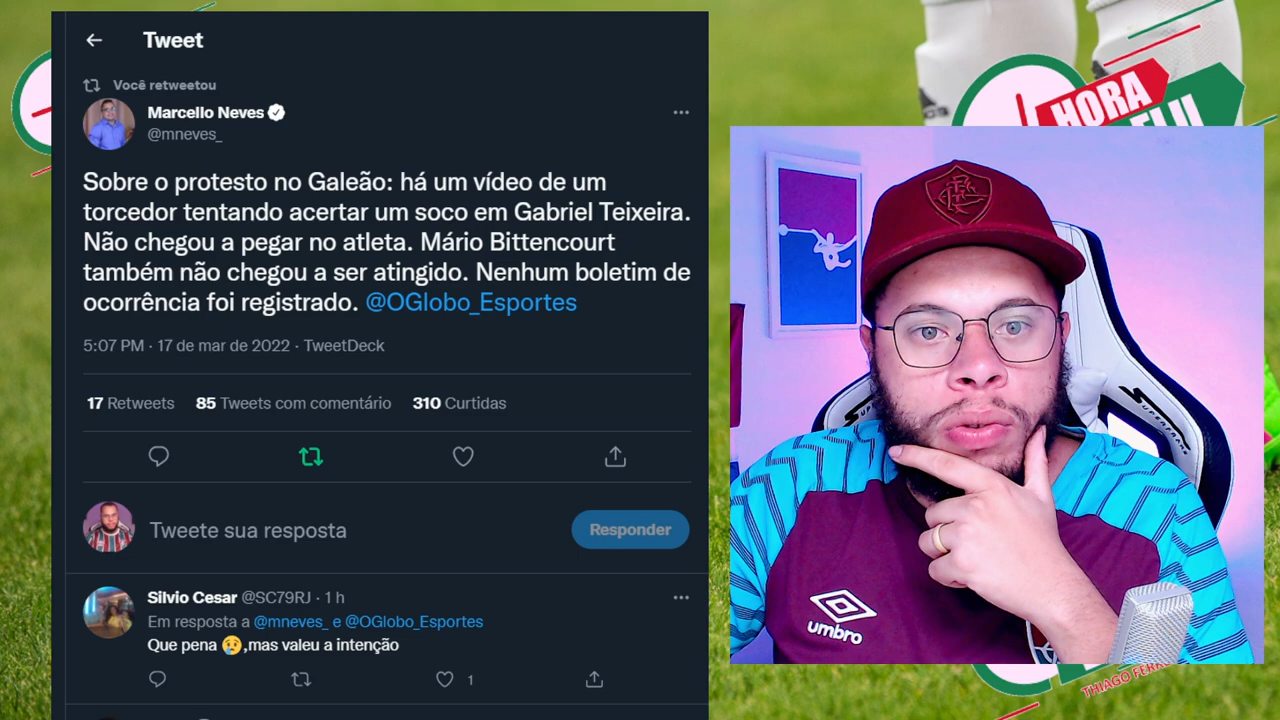 Tweet
Você retweetou
Marcello Neves
@mneves_
Sobre o protesto no Galeão: há um vídeo de um
torcedor tentando acertar um soco em Gabriel Teixeira.
Não chegou a pegar no atleta. Mário Bittencourt
também não chegou a ser atingido. Nenhum boletim de
ocorrência foi registrado. @OGlobo_Esportes
5:07 PM · 17 de mar de 2022 · TweetDeck
17 Retweets 85 Tweets com comentário 310 Curtidas
Tweete sua resposta
Responder
Silvio Cesar @SC79RJ · 1 h
Em resposta a @mneves_ e @OGlobo_Esportes
Que pena 😢,mas valeu a intenção
1
HORA
umbro